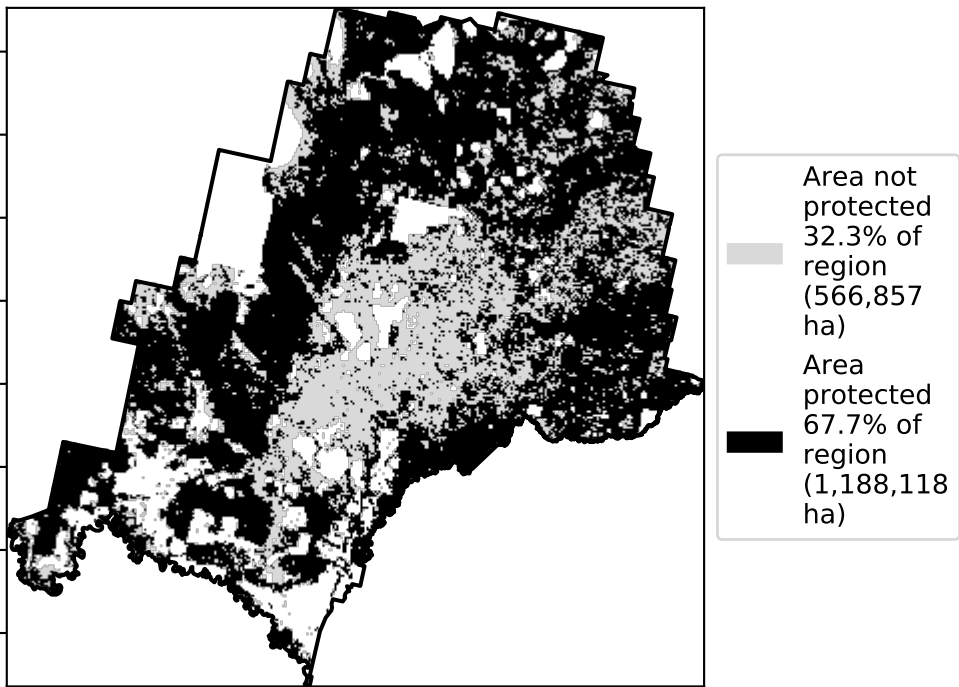 Area not
protected
32.3% of
region
(566,857
ha)
Area
protected
67.7% of
region
(1,188,118
ha)